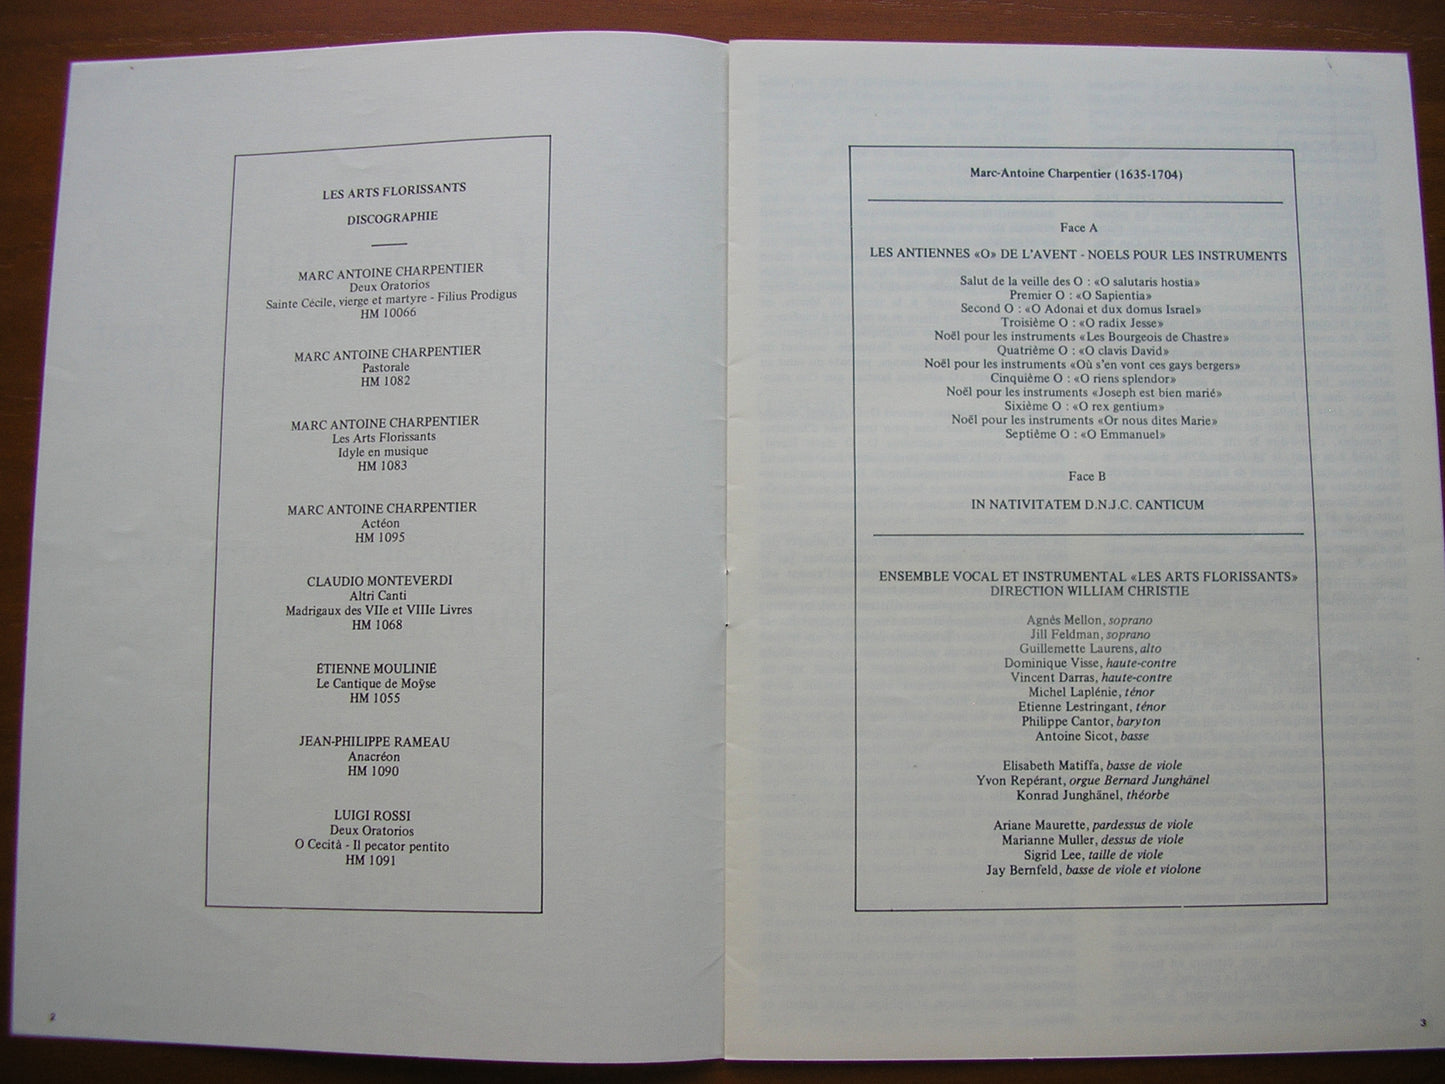 LES ARTS FLORISSANTS
DISCOGRAPHIE
MARC ANTOINE CHARPENTIER
Deux Oratorios
Sainte Cécile, vierge et martyre - Filius Prodigus
HM 10066
MARC ANTOINE CHARPENTIER
Pastorale
HM 1082
MARC ANTOINE CHARPENTIER
Les Arts Florissants
Idyle en musique
HM 1083
MARC ANTOINE CHARPENTIER
Actéon
HM 1095
CLAUDIO MONTEVERDI
Altri Canti
Madrigaux des VIIe et VIIIe Livres
HM 1068
ÉTIENNE MOULINIÉ
Le Cantique de Moÿse
HM 1055
JEAN-PHILIPPE RAMEAU
Anacréon
HM 1090
LUIGI ROSSI
Deux Oratorios
O Cecità - Il pecator pentito
HM 1091
2
Marc-Antoine Charpentier (1635-1704)
Face A
LES ANTIENNES «O» DE L'AVENT - NOELS POUR LES INSTRUMENTS
Salut de la veille des O : «O salutaris hostia»
Premier O : «O Sapientia»
Second O : «O Adonai et dux domus Israel»
Troisième O : «O radix Jesse»
Noël pour les instruments «Les Bourgeois de Chastre»
Quatrième O : «O clavis David»
Noël pour les instruments «Où s'en vont ces gays bergers»
Cinquième O : «O riens splendor»
Noël pour les instruments «Joseph est bien marié»
Sixième O : «O rex gentium»
Noël pour les instruments «Or nous dites Marie»
Septième O : «O Emmanuel»
Face B
IN NATIVITATEM D.N.J.C. CANTICUM
ENSEMBLE VOCAL ET INSTRUMENTAL «LES ARTS FLORISSANTS»
DIRECTION WILLIAM CHRISTIE
Agnès Mellon, soprano
Jill Feldman, soprano
Guillemette Laurens, alto
Dominique Visse, haute-contre
Vincent Darras, haute-contre
Michel Laplénie, ténor
Etienne Lestringant, ténor
Philippe Cantor, baryton
Antoine Sicot, basse
Elisabeth Matiffa, basse de viole
Yvon Repérant, orgue Bernard Junghänel
Konrad Junghänel, théorbe
Ariane Maurette, pardessus de viole
Marianne Muller, dessus de viole
Sigrid Lee, taille de viole
Jay Bernfeld, basse de viole et violone
3